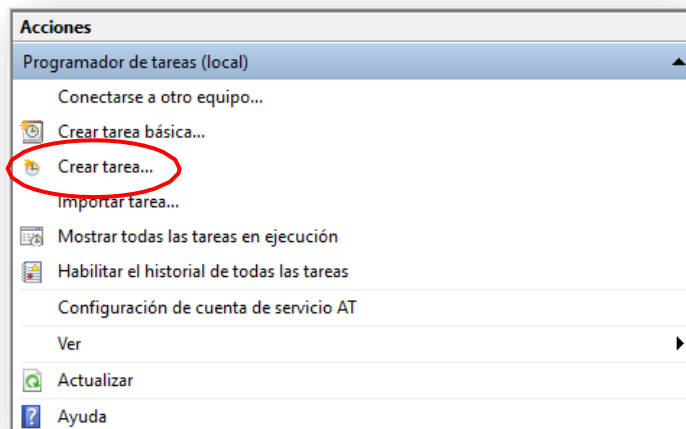 Acciones
Programador de tareas (local)
Conectarse a otro equipo...
Crear tarea básica...
Crear tarea...
Importar tarea...
Mostrar todas las tareas en ejecución
Habilitar el historial de todas las tareas
Configuración de cuenta de servicio AT
Ver
Actualizar
Ayuda